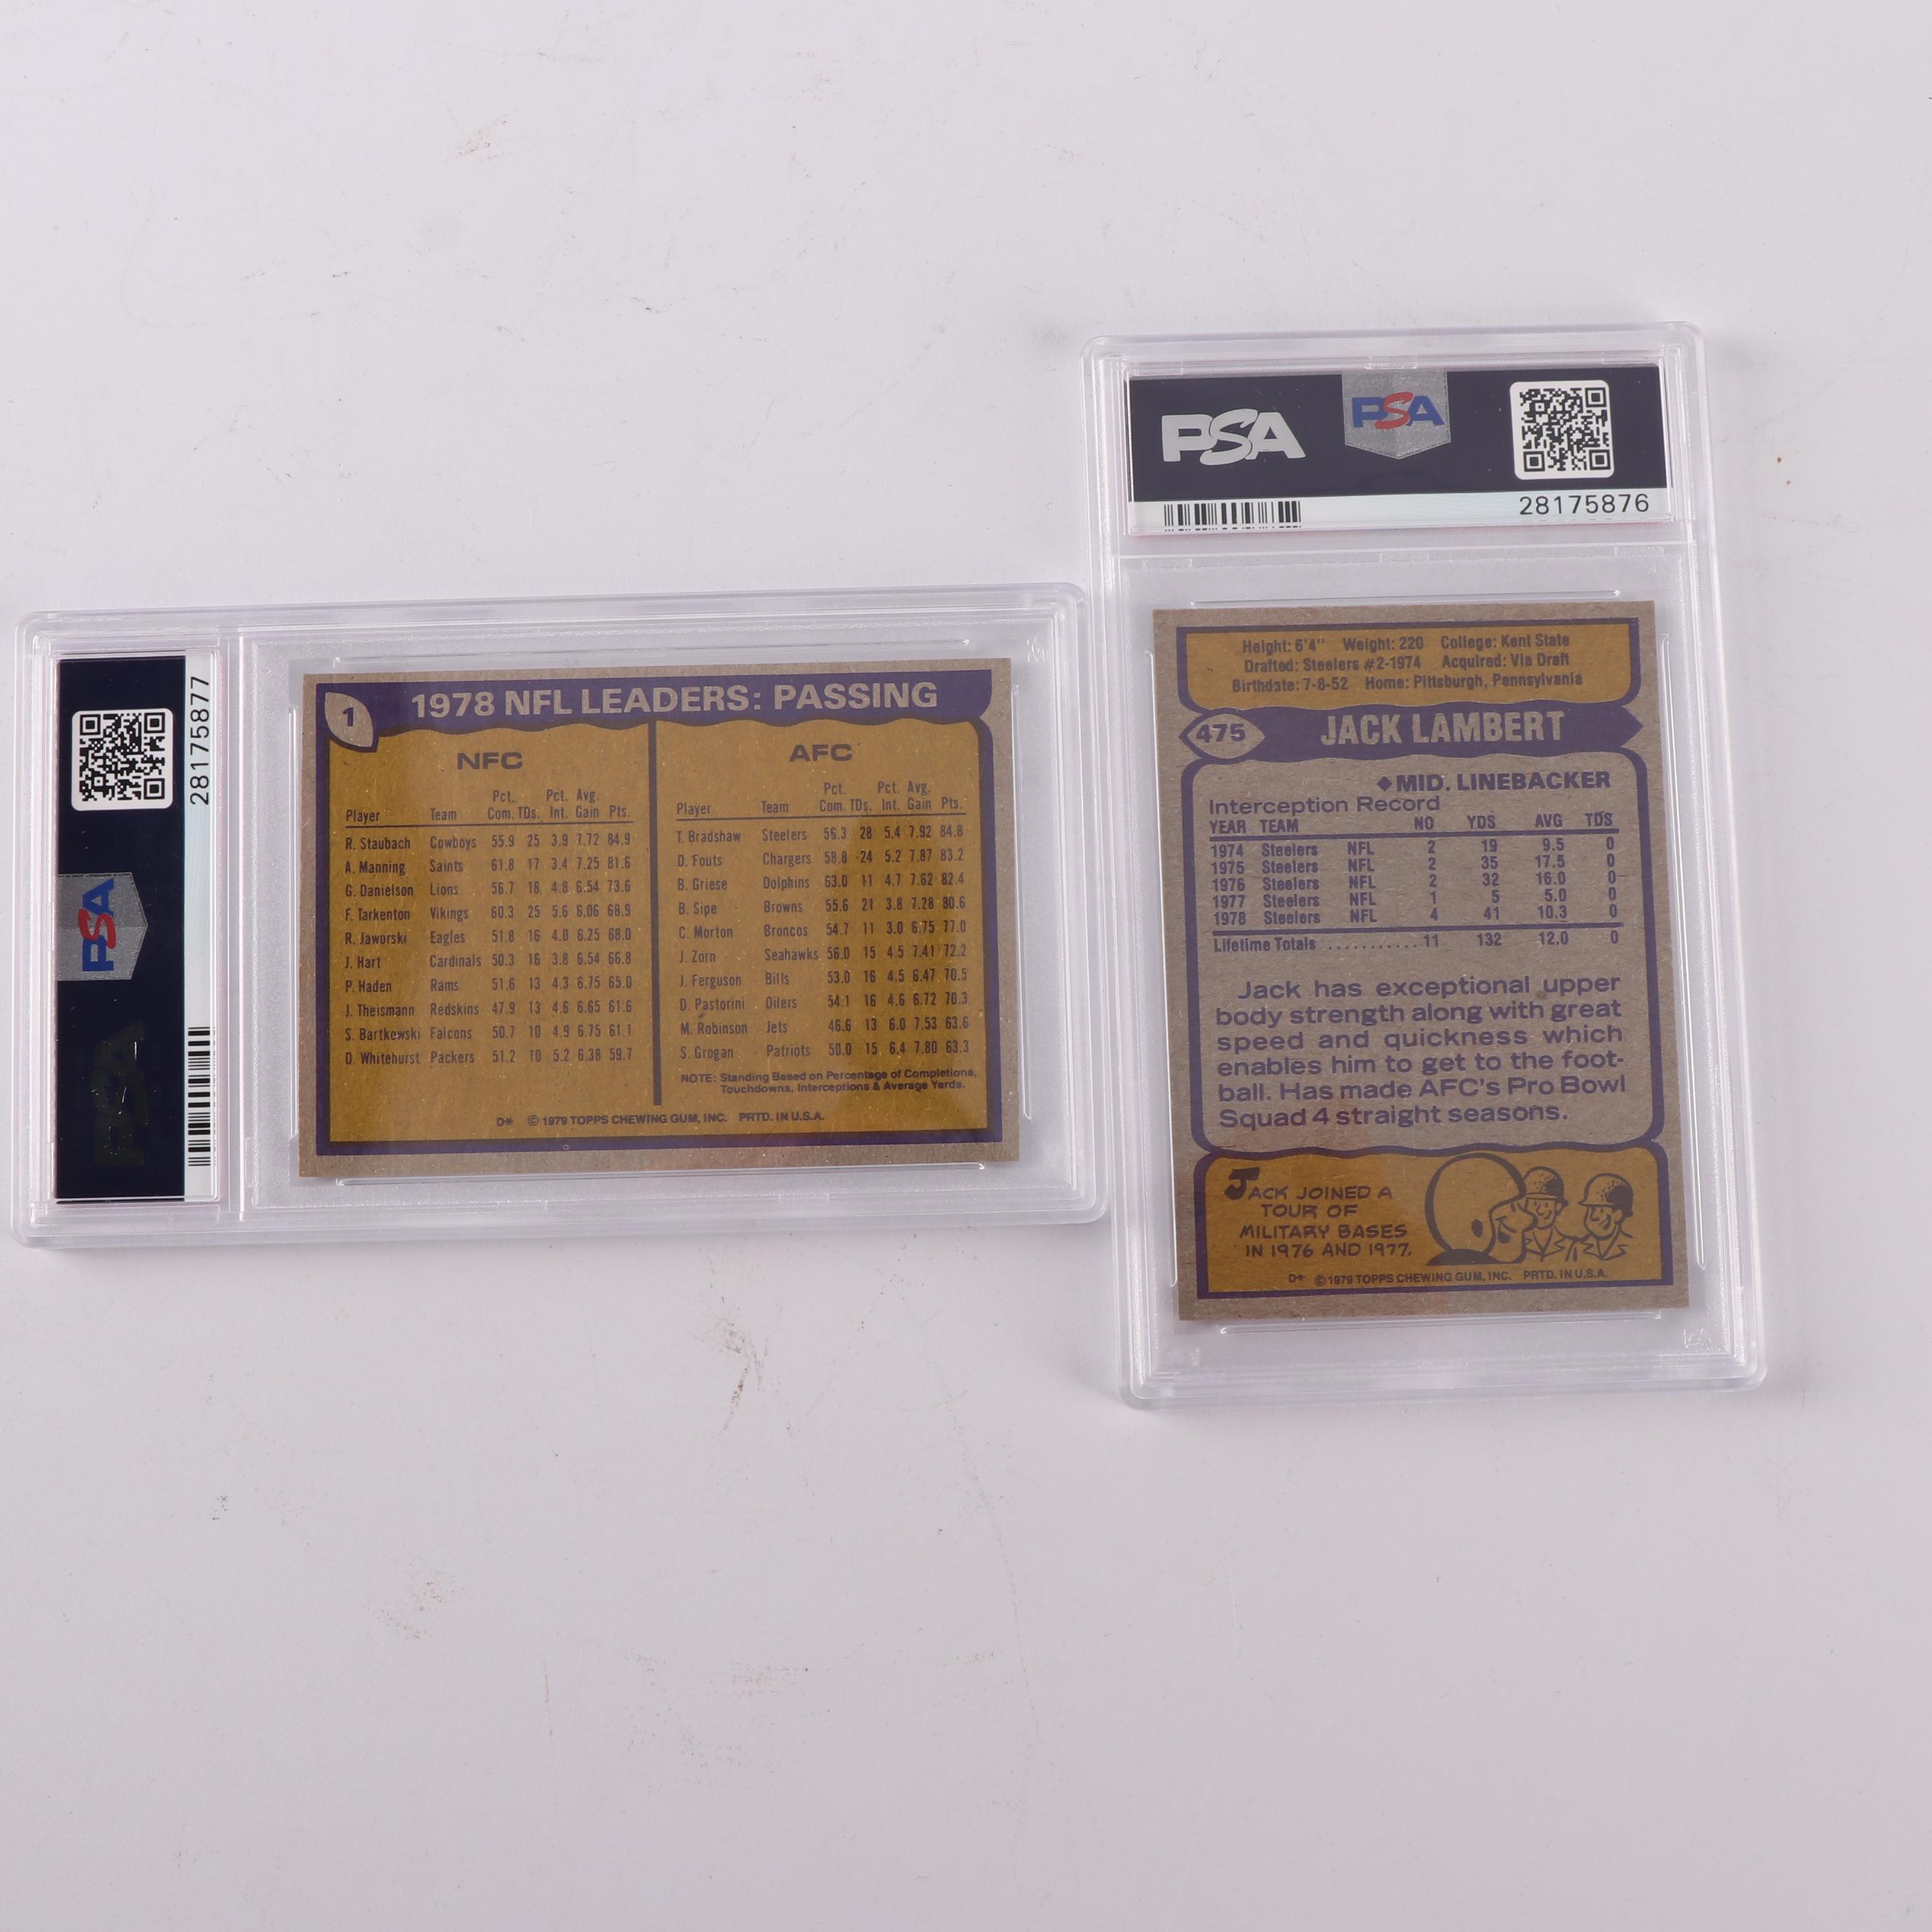 PSA
28175877
1
1978 NFL LEADERS: PASSING
NFC
Player Team Pct. Com. TDs. Pct. Int. Avg. Gain Pts.
R. Staubach Cowboys 55.9 25 3.9 7.72 84.9
A. Manning Saints 61.8 17 3.4 7.25 81.6
G. Danielson Lions 56.7 18 4.8 6.54 73.6
F. Tarkenton Vikings 60.3 25 5.6 6.06 68.9
R. Jaworski Eagles 51.8 16 4.0 6.25 68.0
J. Hart Cardinals 50.3 16 3.8 6.54 66.8
P. Haden Rams 51.6 13 4.3 6.75 65.0
J. Theismann Redskins 47.9 13 4.6 6.65 61.6
S. Bartkewski Falcons 50.7 10 4.9 6.75 61.1
D. Whitehurst Packers 51.2 10 5.2 6.38 59.7
AFC
Player Team Pct. Com. TDs. Pct. Int. Avg. Gain Pts.
T. Bradshaw Steelers 56.3 28 5.4 7.92 84.8
D. Fouts Chargers 58.8 24 5.2 7.87 83.2
B. Griese Dolphins 63.0 11 4.7 7.62 82.4
B. Sipe Browns 55.6 21 3.8 7.28 80.6
C. Morton Broncos 54.7 11 3.0 6.75 77.0
J. Zorn Seahawks 56.0 15 4.5 7.41 72.2
J. Ferguson Bills 53.0 16 4.5 6.47 70.5
D. Pastorini Oilers 54.1 16 4.6 6.72 70.3
M. Robinson Jets 46.6 13 6.0 7.53 63.6
S. Grogan Patriots 50.0 15 6.4 7.80 63.3
NOTE: Standing Based on Percentage of Completions,
Touchdowns, Interceptions & Average Yards.
D* © 1979 TOPPS CHEWING GUM, INC. PRTD. IN U.S.A.
PSA
PSA
PSA
28175876
Height: 6'4" Weight: 220 College: Kent State
Drafted: Steelers #2-1974 Acquired: Via Draft
Birthdate: 7-8-52 Home: Pittsburgh, Pennsylvania
475 JACK LAMBERT
◆MID. LINEBACKER
Interception Record
YEAR TEAM NO YDS AVG TDS
1974 Steelers NFL 2 19 9.5 0
1975 Steelers NFL 2 35 17.5 0
1976 Steelers NFL 2 32 16.0 0
1977 Steelers NFL 1 5 5.0 0
1978 Steelers NFL 4 41 10.3 0
Lifetime Totals ........... 11 132 12.0 0
Jack has exceptional upper
body strength along with great
speed and quickness which
enables him to get to the foot-
ball. Has made AFC's Pro Bowl
Squad 4 straight seasons.
JACK JOINED A
TOUR OF
MILITARY BASES
IN 1976 AND 1977.
D* © 1979 TOPPS CHEWING GUM, INC. PRTD. IN U.S.A.